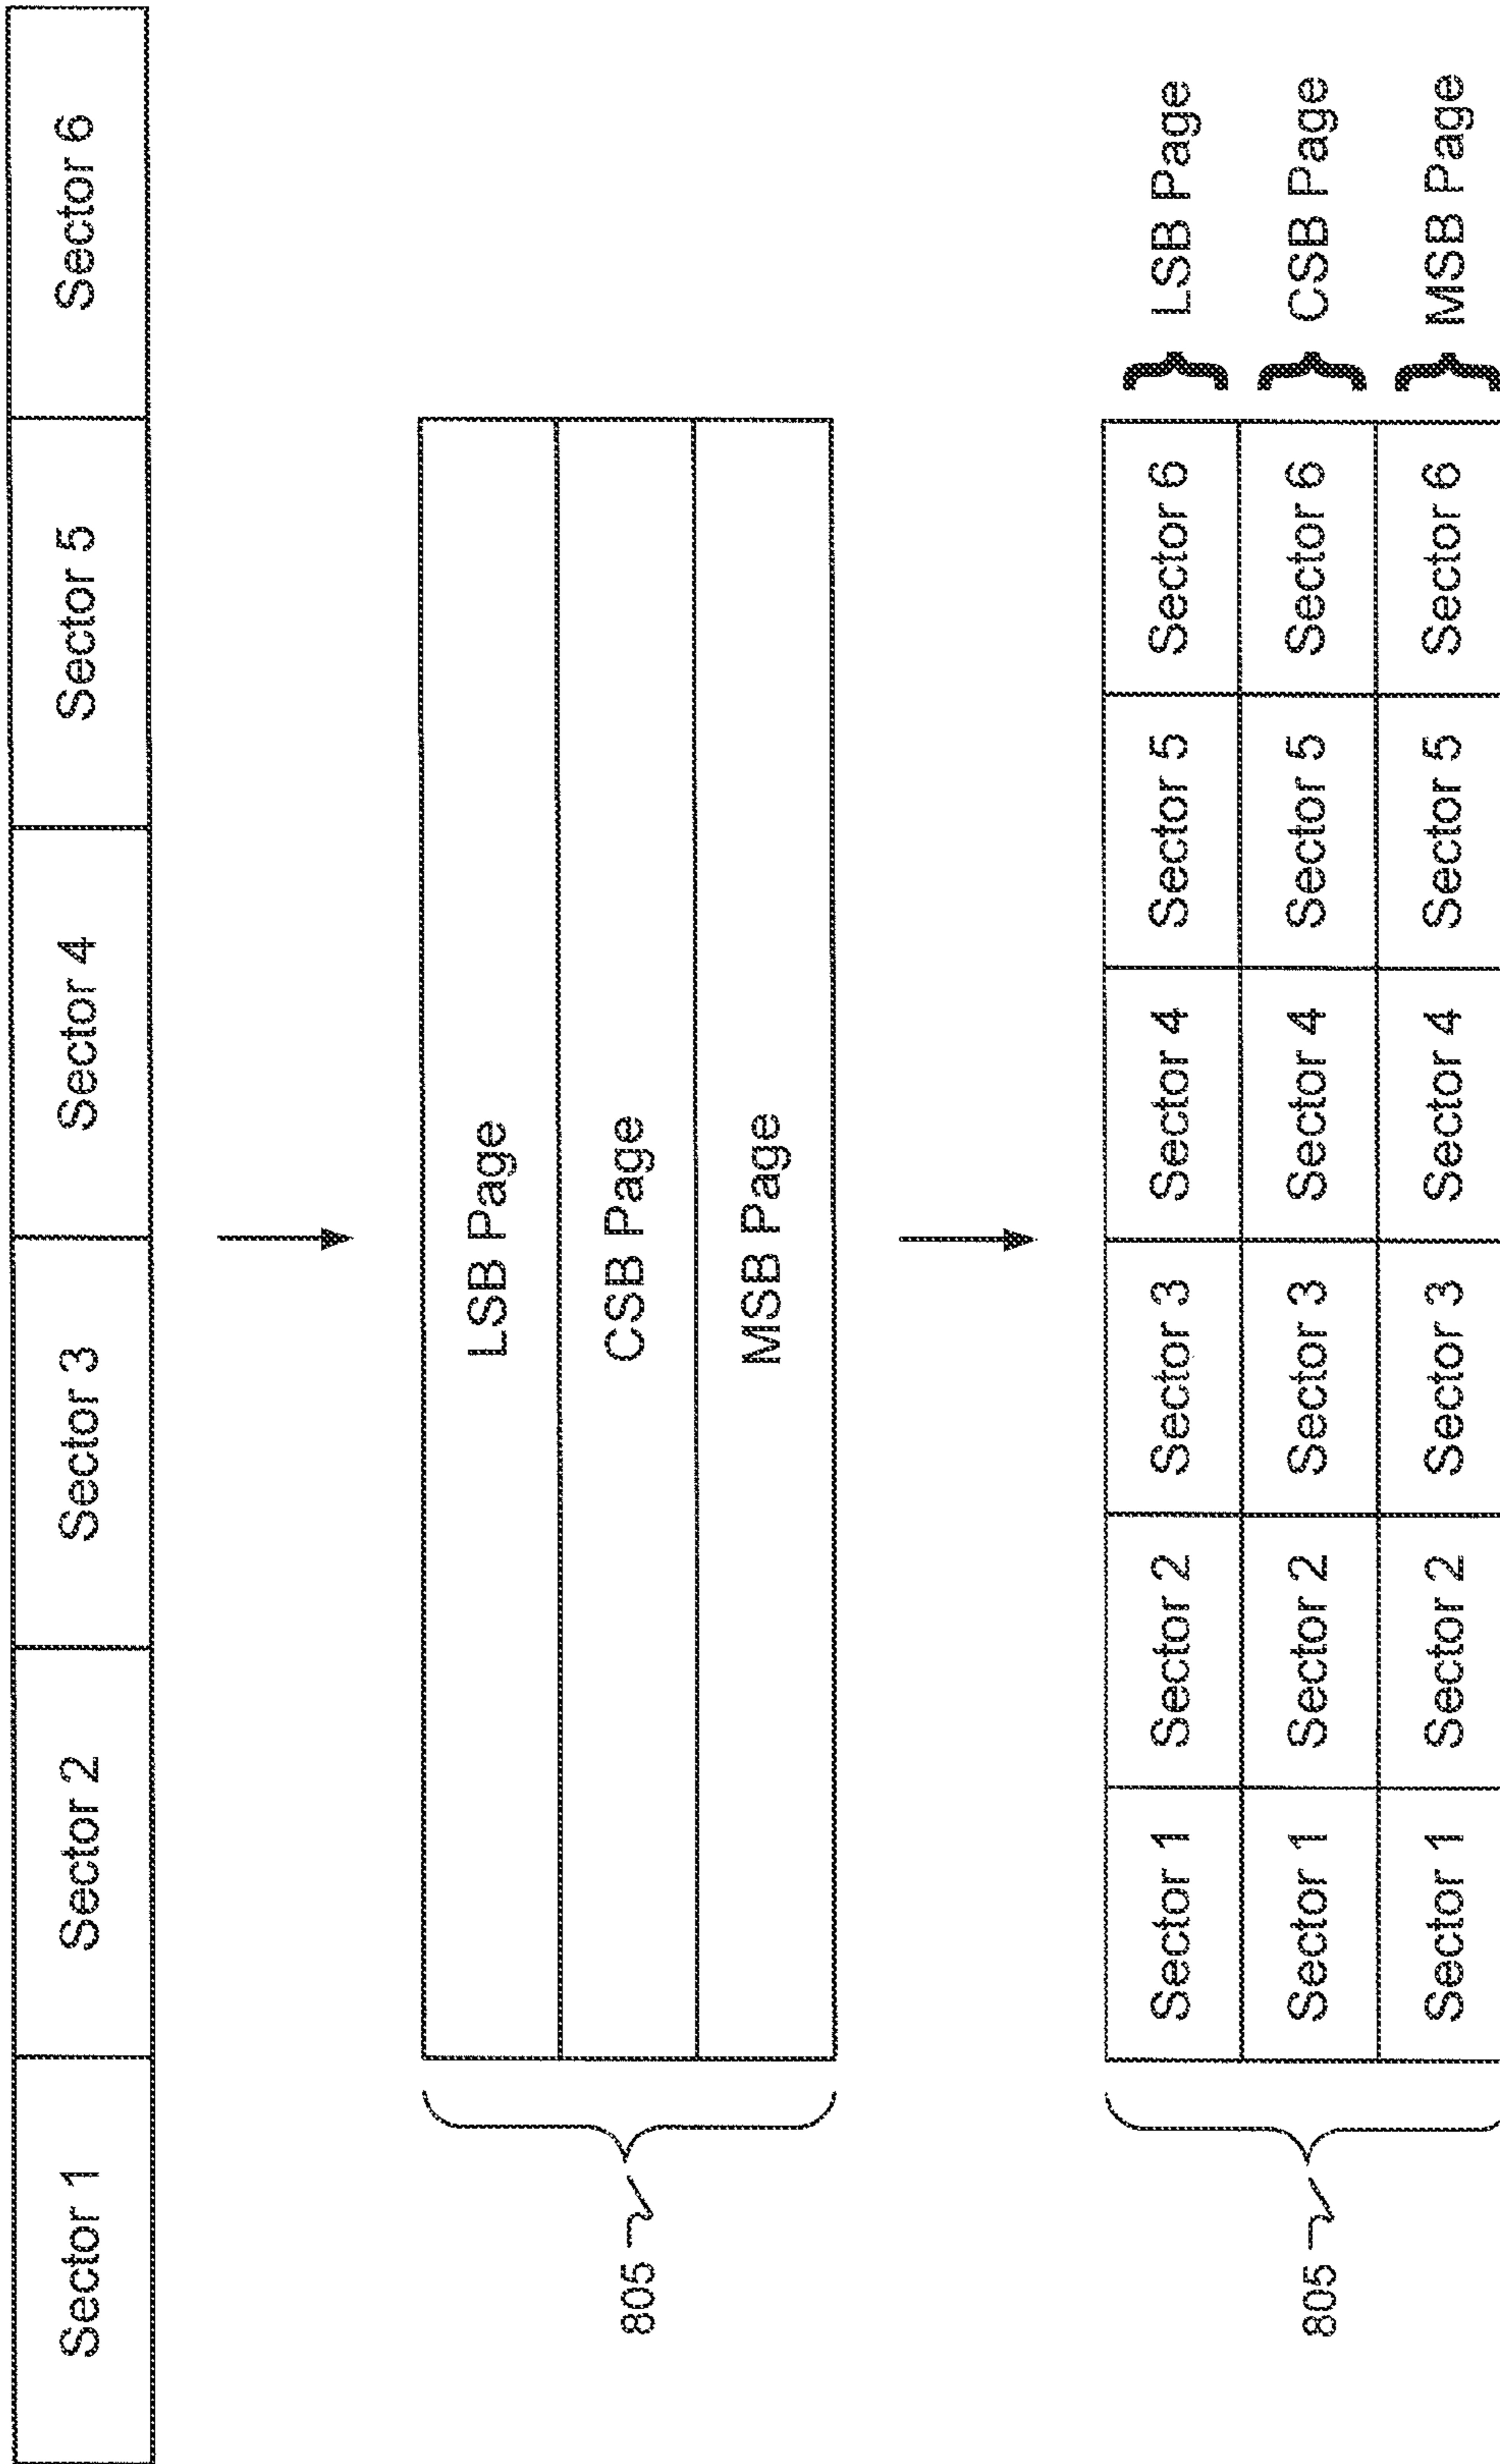 Sector 1 Sector 2 Sector 3 Sector 4 Sector 5 Sector 6
LSB Page
CSB Page
MSB Page
805
Sector 1 Sector 2 Sector 3 Sector 4 Sector 5 Sector 6 LSB Page
Sector 1 Sector 2 Sector 3 Sector 4 Sector 5 Sector 6 CSB Page
Sector 1 Sector 2 Sector 3 Sector 4 Sector 5 Sector 6 MSB Page
805